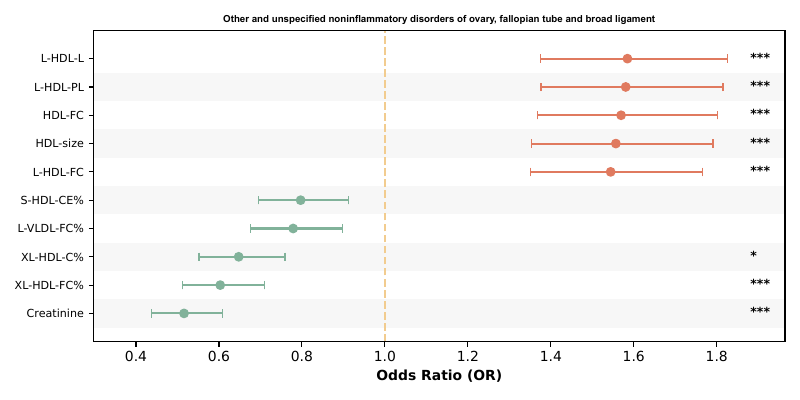 Other and unspecified noninflammatory disorders of ovary, fallopian tube and broad ligament
L-HDL-L ***
L-HDL-PL ***
HDL-FC ***
HDL-size ***
L-HDL-FC ***
S-HDL-CE%
L-VLDL-FC%
XL-HDL-C% *
XL-HDL-FC% ***
Creatinine ***
0.4 0.6 0.8 1.0 1.2 1.4 1.6 1.8
Odds Ratio (OR)